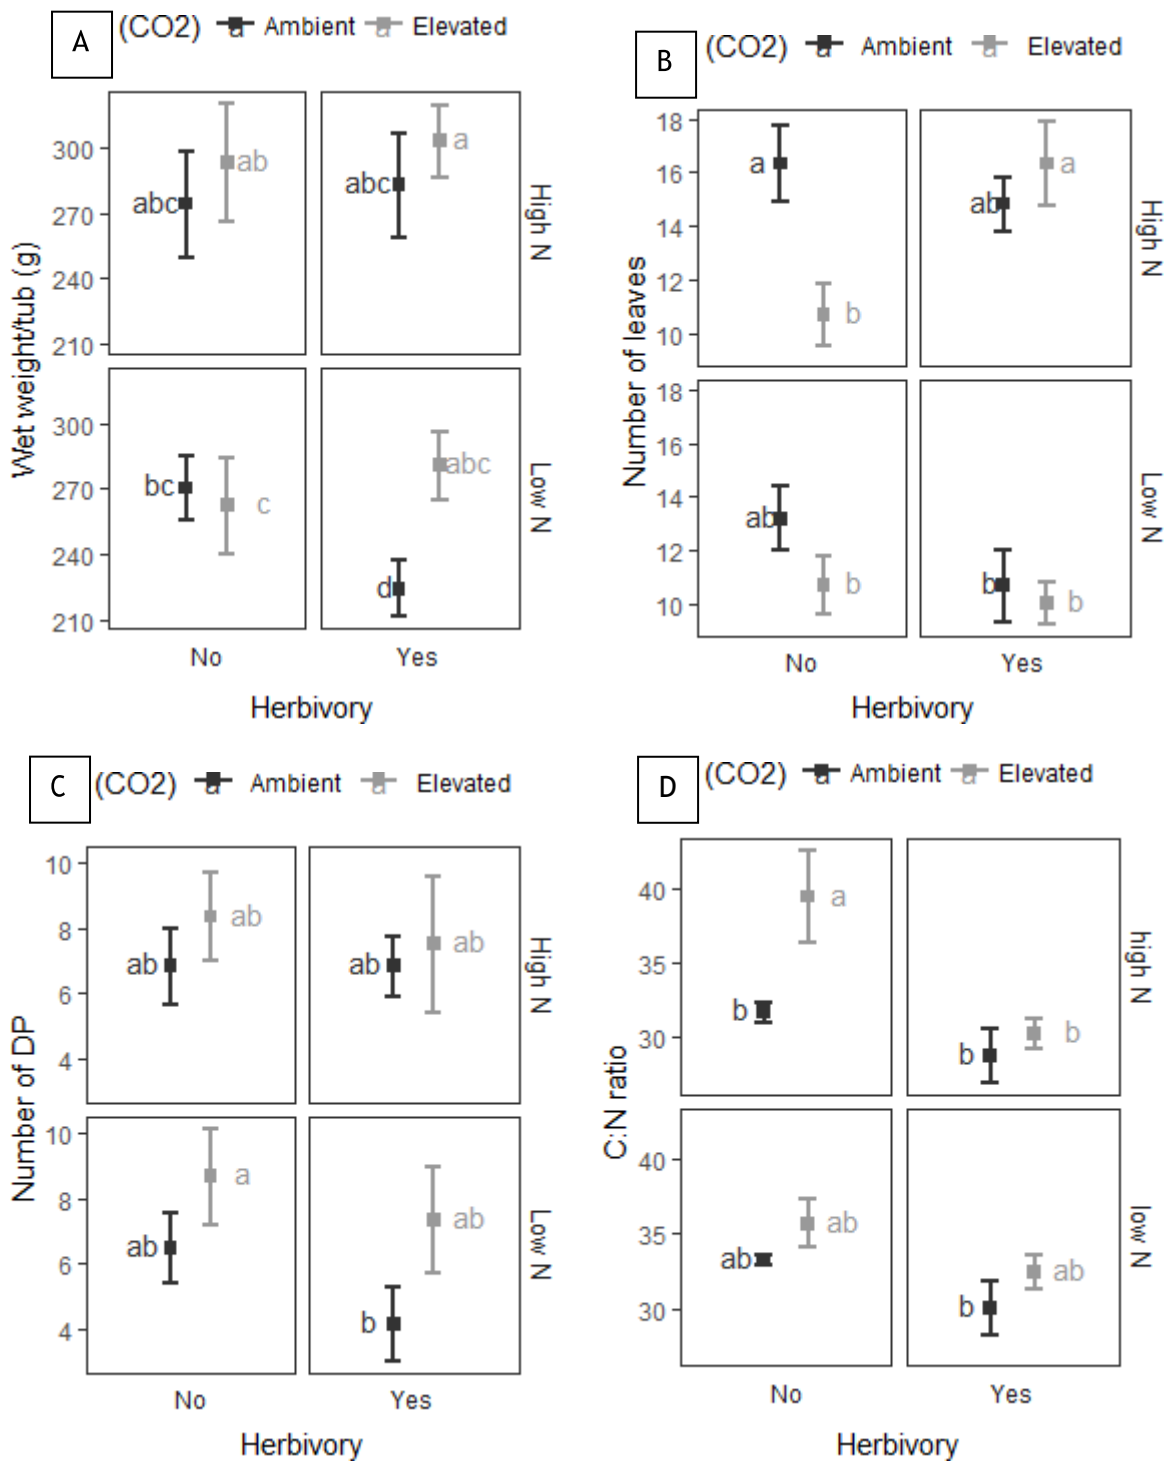 A
(CO2) a Ambient a Elevated
Wet weight/tub (g)
300
270
240
210
abc
ab
abc
a
High N
300
270
240
210
bc
c
d
abc
Low N
No
Yes
Herbivory
B
(CO2) a Ambient a Elevated
Number of leaves
18
16
14
12
10
a
b
ab
a
High N
18
16
14
12
10
ab
b
b
b
Low N
No
Yes
Herbivory
C
(CO2) a Ambient a Elevated
Number of DP
10
8
6
4
ab
ab
ab
ab
High N
10
8
6
4
ab
a
b
ab
Low N
No
Yes
Herbivory
D
(CO2) a Ambient a Elevated
C:N ratio
40
35
30
b
a
b
b
high N
40
35
30
ab
ab
b
ab
low N
No
Yes
Herbivory